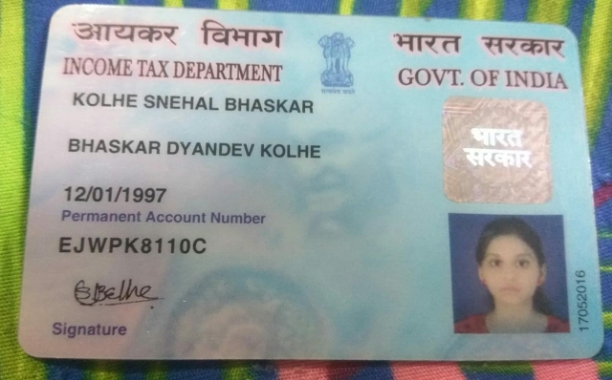 आयकर विभाग
भारत सरकार
INCOME TAX DEPARTMENT
GOVT. OF INDIA
KOLHE SNEHAL BHASKAR
भारत
सरकार
BHASKAR DYANDEV KOLHE
12/01/1997
Permanent Account Number
EJWPK8110C
Signature
17052016